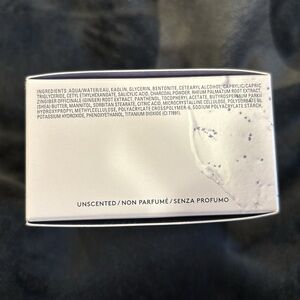 INGREDIENTS: AQUA/WATER/EAU, KAOLIN, GLYCERIN, BENTONITE, CETEARYL ALCOHOL, CAPRYLIC/CAPRIC
TRIGLYCERIDE, CETYL ETHYLHEXANOATE, SALICYLIC ACID, CHARCOAL POWDER, RHEUM PALMATUM ROOT EXTRACT,
ZINGIBER OFFICINALE (GINGER) ROOT EXTRACT, PANTHENOL, TOCOPHERYL ACETATE, BUTYROSPERMUM PARKII
(SHEA) BUTTER, MANNITOL, SORBITAN STEARATE, CITRIC ACID, MICROCRYSTALLINE CELLULOSE, POLYSORBATE 60,
HYDROXYPROPYL METHYLCELLULOSE, POLYACRYLATE CROSSPOLYMER-6, SODIUM POLYACRYLATE STARCH,
POTASSIUM HYDROXIDE, PHENOXYETHANOL, TITANIUM DIOXIDE (CI 77891).
UNSCENTED / NON PARFUMÉ / SENZA PROFUMO